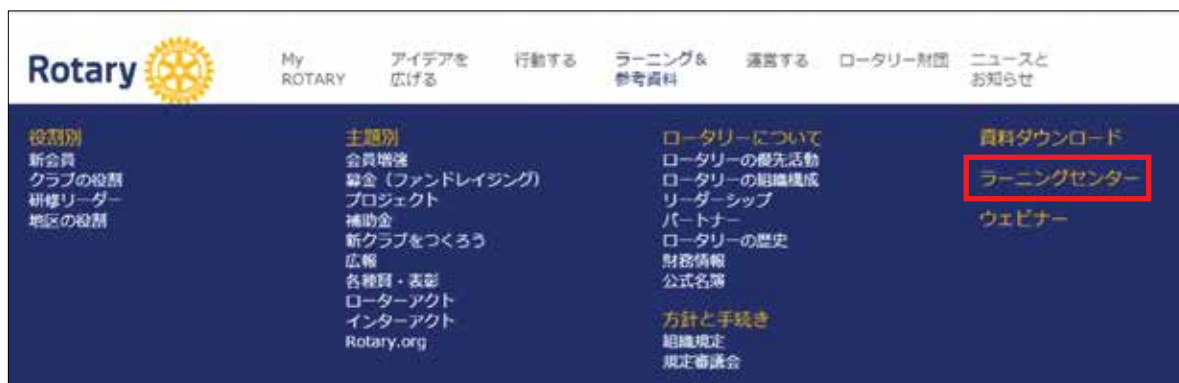 Rotary
My
ROTARY
アイデアを
広げる
行動する
ラーニング&
参考資料
運営する
ロータリー財団
ニュースと
お知らせ
役割別
新会員
クラブの役割
研修リーダー
地区の役割
主題別
会員増強
募金（ファンドレイジング）
プロジェクト
補助金
新クラブをつくろう
広報
各種賞・表彰
ローターアクト
インターアクト
Rotary.org
ロータリーについて
ロータリーの優先活動
ロータリーの組織構成
リーダーシップ
パートナー
ロータリーの歴史
財務情報
公式名簿
方針と手続き
組織規定
規定審議会
資料ダウンロード
ラーニングセンター
ウェビナー